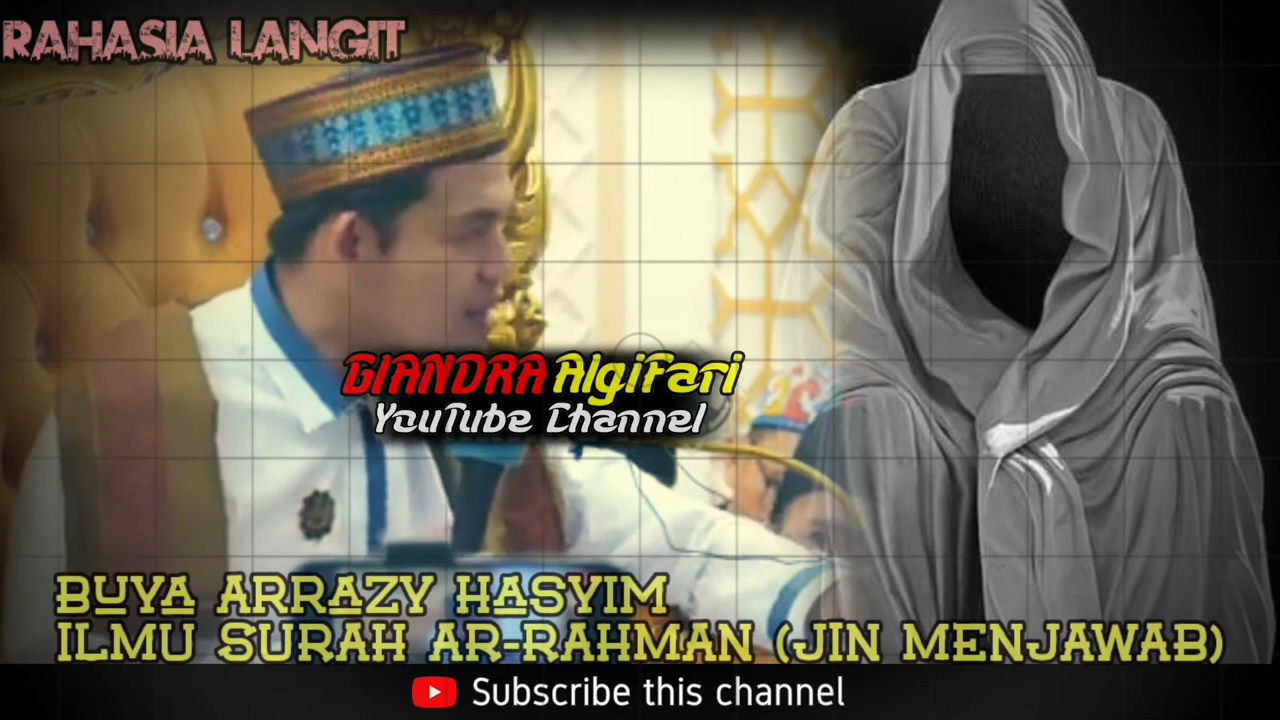 RAHASIA LANGIT
GIANDRA AlgiFari
YouTube Channel
BUYA ARRAZY HASYIM
ILMU SURAH AR-RAHMAN (JIN MENJAWAB)
Subscribe this channel